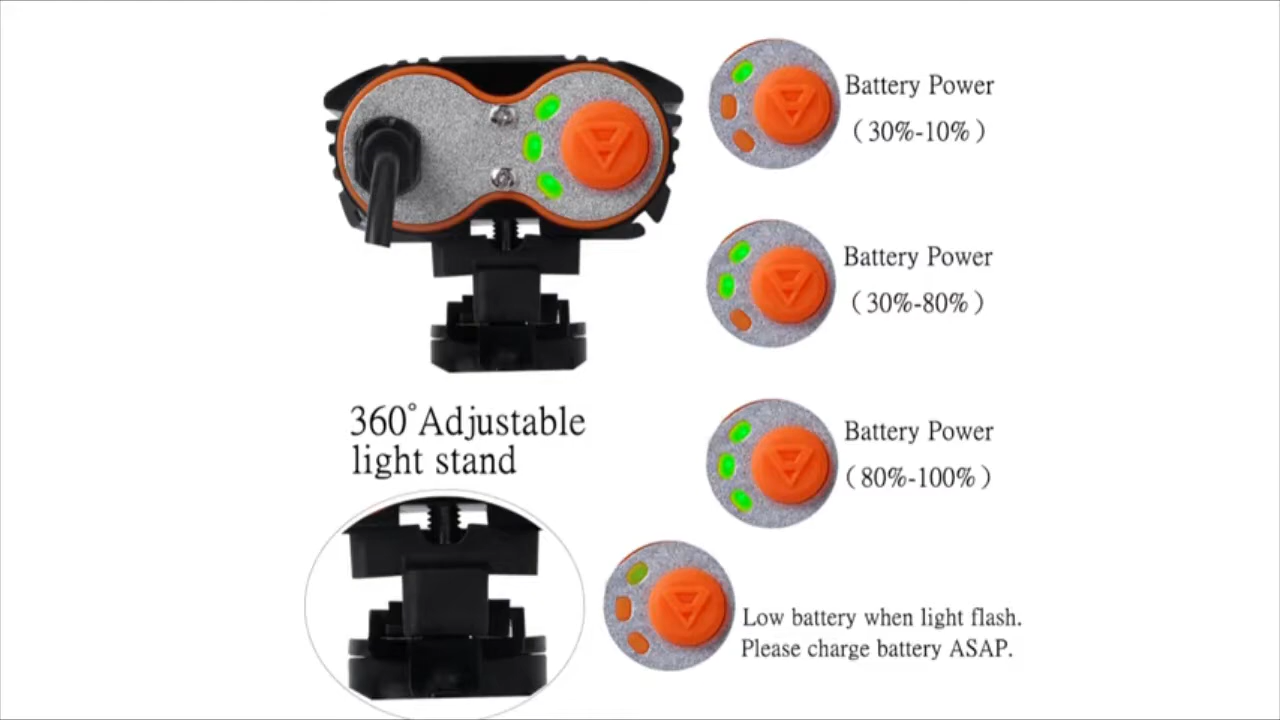 Battery Power
（30%-10%）
Battery Power
（30%-80%）
360°Adjustable
light stand
Battery Power
（80%-100%）
Low battery when light flash.
Please charge battery ASAP.